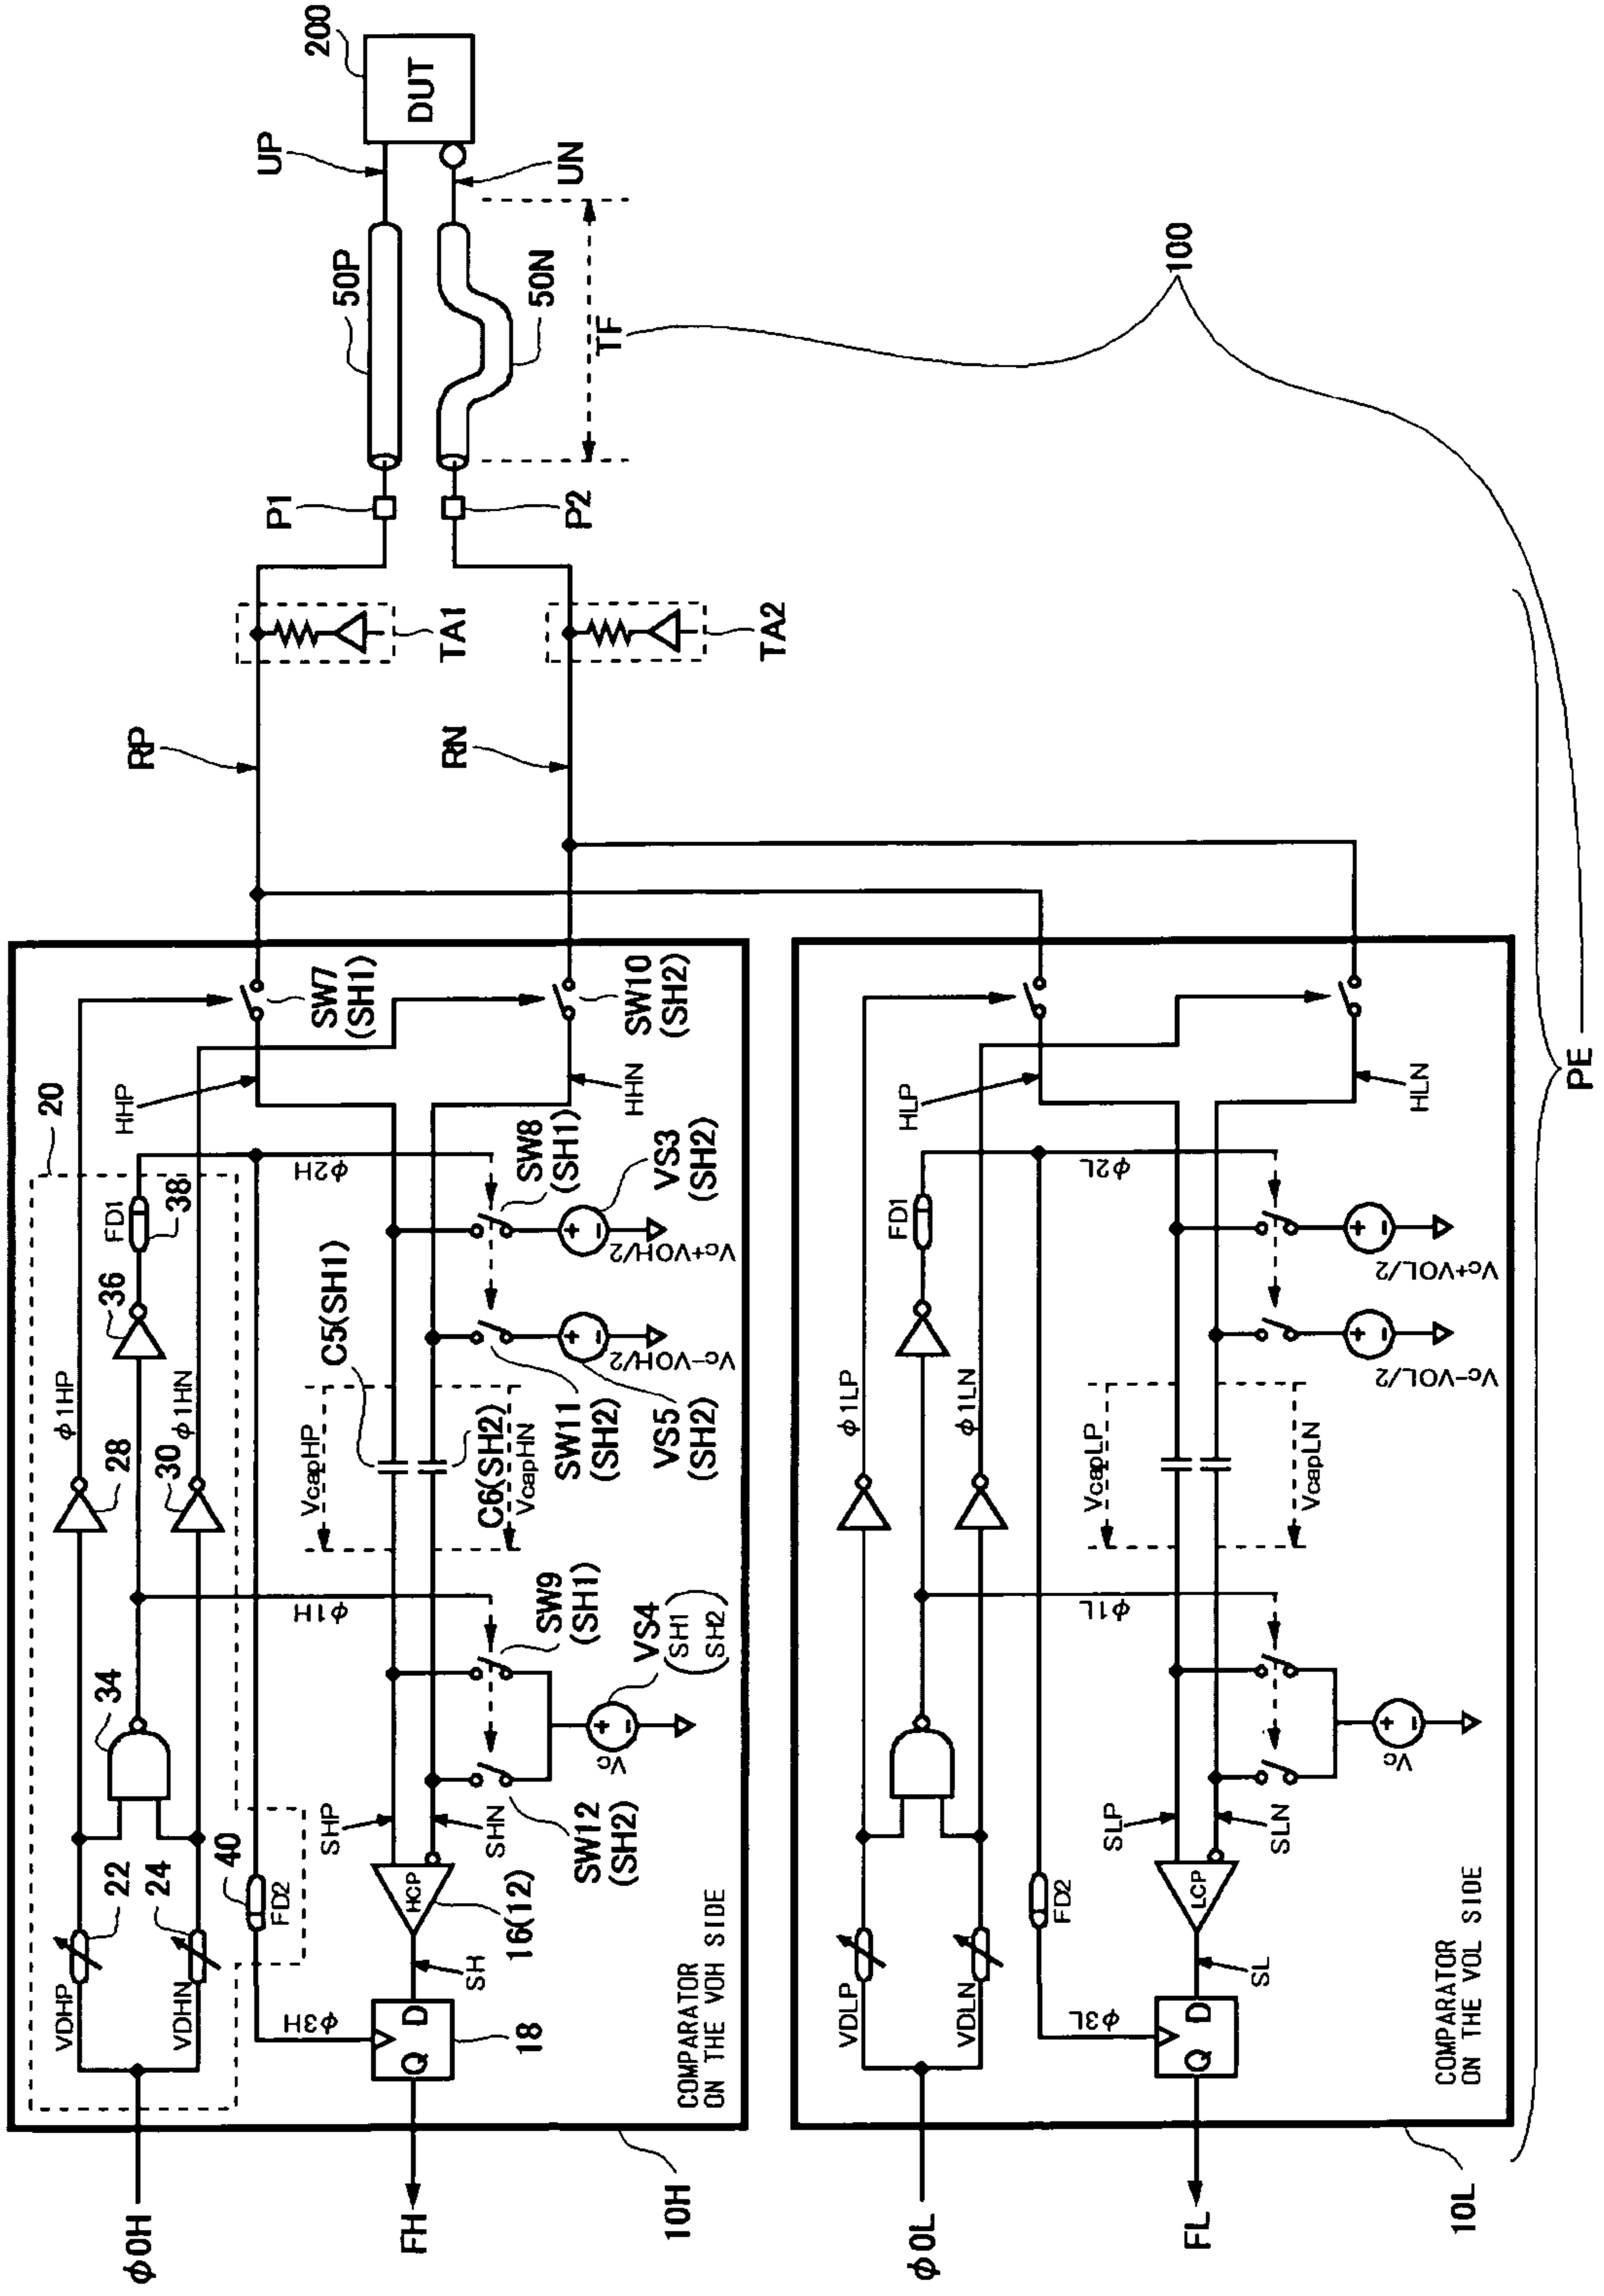 200
DUT
UP
UN
50P
50N
TF
100
P1
P2
TA1
TA2
RP
RN
PE
20
SW7
(SH1)
SW10
(SH2)
HHP
HHN
FD1
38
36
φ2H
SW8
(SH1)
VS3
(SH2)
Vc+VOH/2
C5(SH1)
Vc-VOH/2
SW11
(SH2)
VS5
(SH2)
φ1HP
φ1HN
28
30
VcapHP
C6(SH2)
VcapHN
φ1H
SW9
(SH1)
VS4
(SH1
SH2)
Vc
34
SHP
SHN
SW12
(SH2)
22
24
40
FD2
HCP
16(12)
VDHP
VDHN
φ3H
SH
D
Q
18
COMPARATOR
ON THE VOH SIDE
φ0H
FH
10H
HLP
HLN
FD1
φ2L
Vc+VOL/2
Vc-VOL/2
φ1LP
φ1LN
VcapLP
VcapLN
φ1L
Vc
SLP
SLN
FD2
LCP
VDLP
VDLN
φ3L
SL
D
Q
COMPARATOR
ON THE VOL SIDE
φ0L
FL
10L